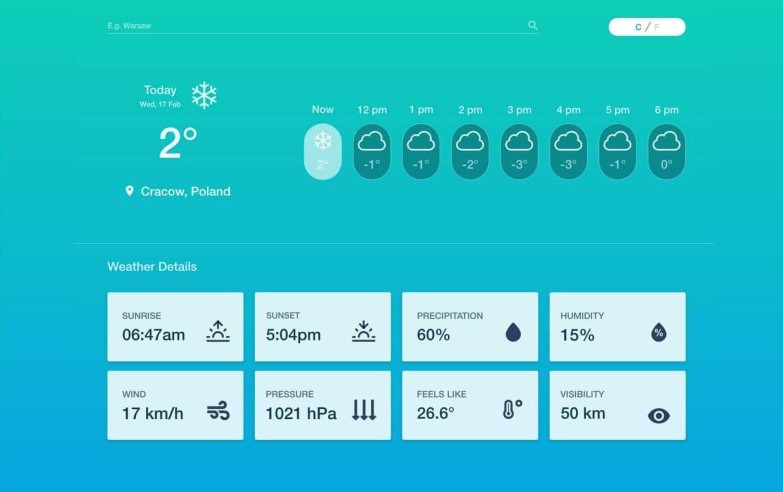 E.g. Warsaw
C / F
Today
Wed, 17 Feb
2°
Cracow, Poland
Now 12 pm 1 pm 2 pm 3 pm 4 pm 5 pm 6 pm
2° -1° -1° -2° -3° -3° -1° 0°
Weather Details
SUNRISE SUNSET PRECIPITATION HUMIDITY
06:47am 5:04pm 60% 15%
%
WIND PRESSURE FEELS LIKE VISIBILITY
17 km/h 1021 hPa 26.6° 50 km